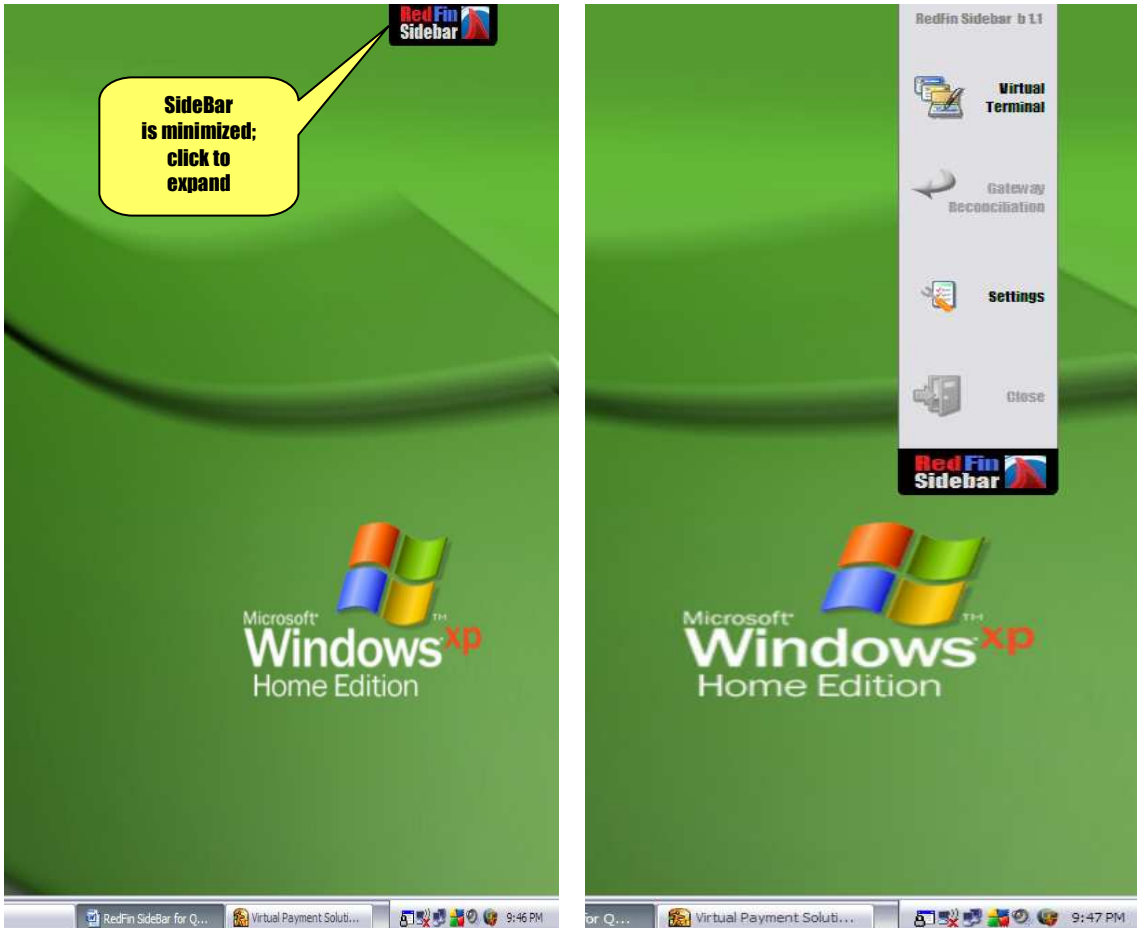 Red Fin
Sidebar
SideBar
is minimized;
click to
expand
Microsoft
Windows xp
Home Edition
RedFin SideBar for Q...
Virtual Payment Soluti...
9:46 PM
RedFin Sidebar b 1.1
Virtual
Terminal
Gateway
Reconciliation
Settings
Close
Red Fin
Sidebar
Microsoft
Windows xp
Home Edition
or Q...
Virtual Payment Soluti...
9:47 PM